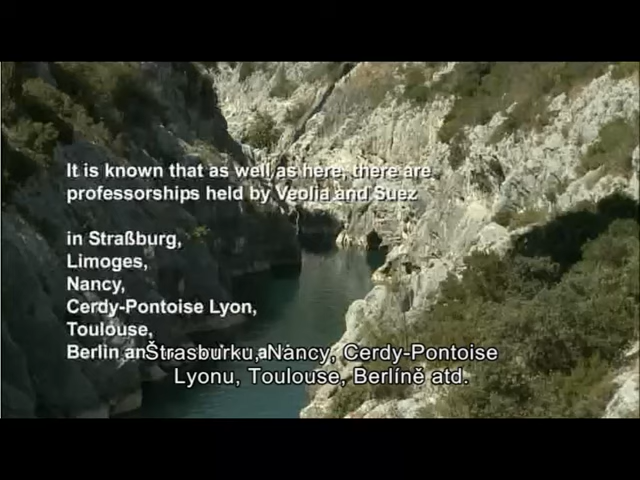 It is known that as well as here, there are
professorships held by Veolia and Suez
in Straßburg,
Limoges,
Nancy,
Cerdy-Pontoise Lyon,
Toulouse,
Berlin
Štrasburku, Nancy, Cerdy-Pontoise
Lyonu, Toulouse, Berlíně atd.